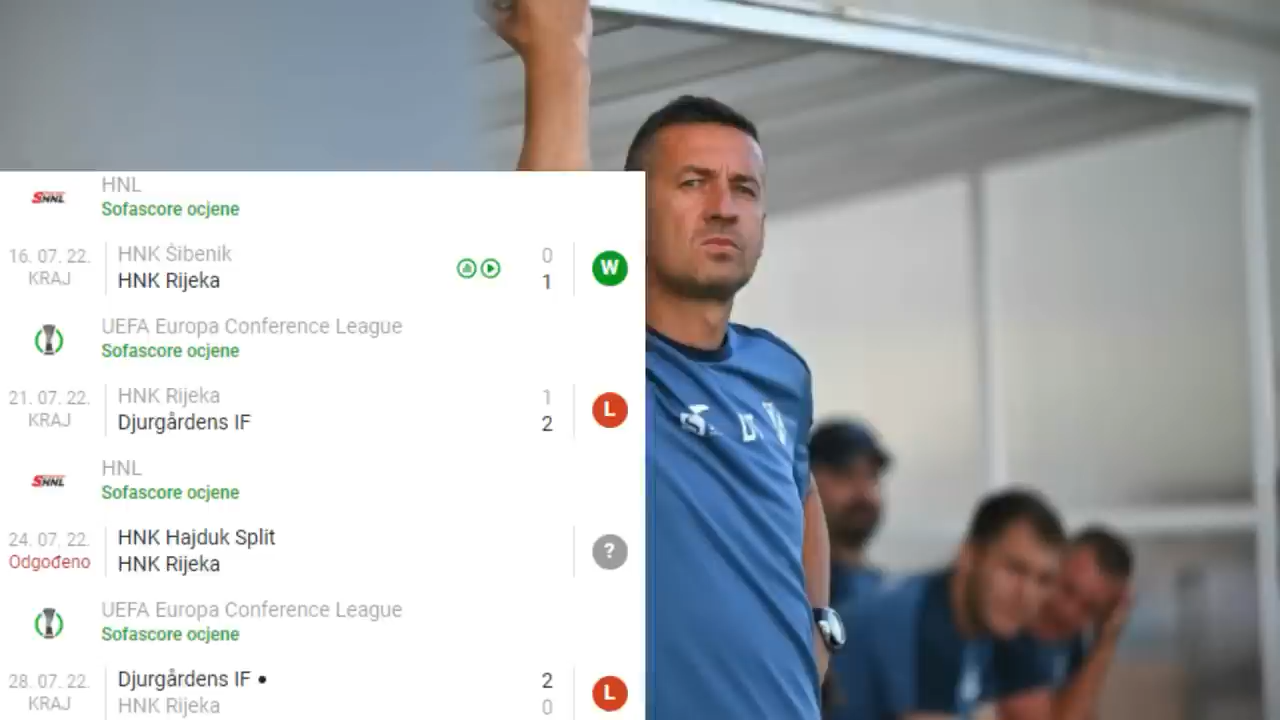 HNL
Sofascore ocjene
16. 07. 22.
KRAJ
HNK Šibenik 0
HNK Rijeka 1
W
UEFA Europa Conference League
Sofascore ocjene
21. 07. 22.
KRAJ
HNK Rijeka 1
Djurgårdens IF 2
L
HNL
Sofascore ocjene
24. 07. 22.
Odgođeno
HNK Hajduk Split
HNK Rijeka
?
UEFA Europa Conference League
Sofascore ocjene
28. 07. 22.
KRAJ
Djurgårdens IF • 2
HNK Rijeka 0
L